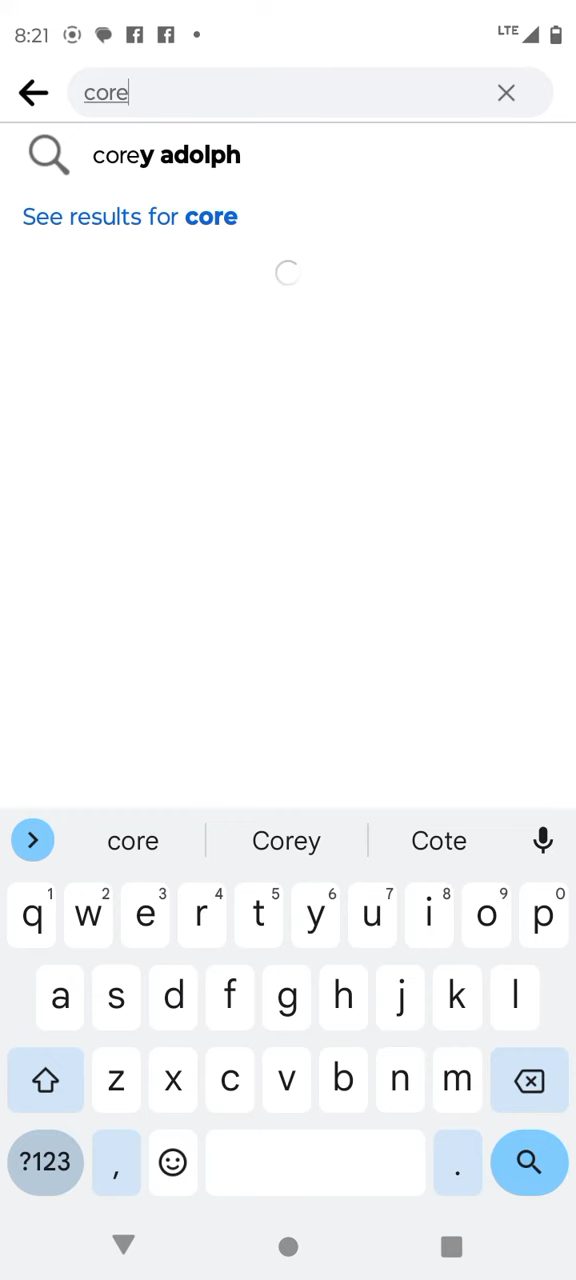 8:21 LTE
core
corey adolph
See results for core
core Corey Cote
q1 w2 e3 r4 t5 y6 u7 i8 o9 p0
a s d f g h j k l
z x c v b n m
?123 , .